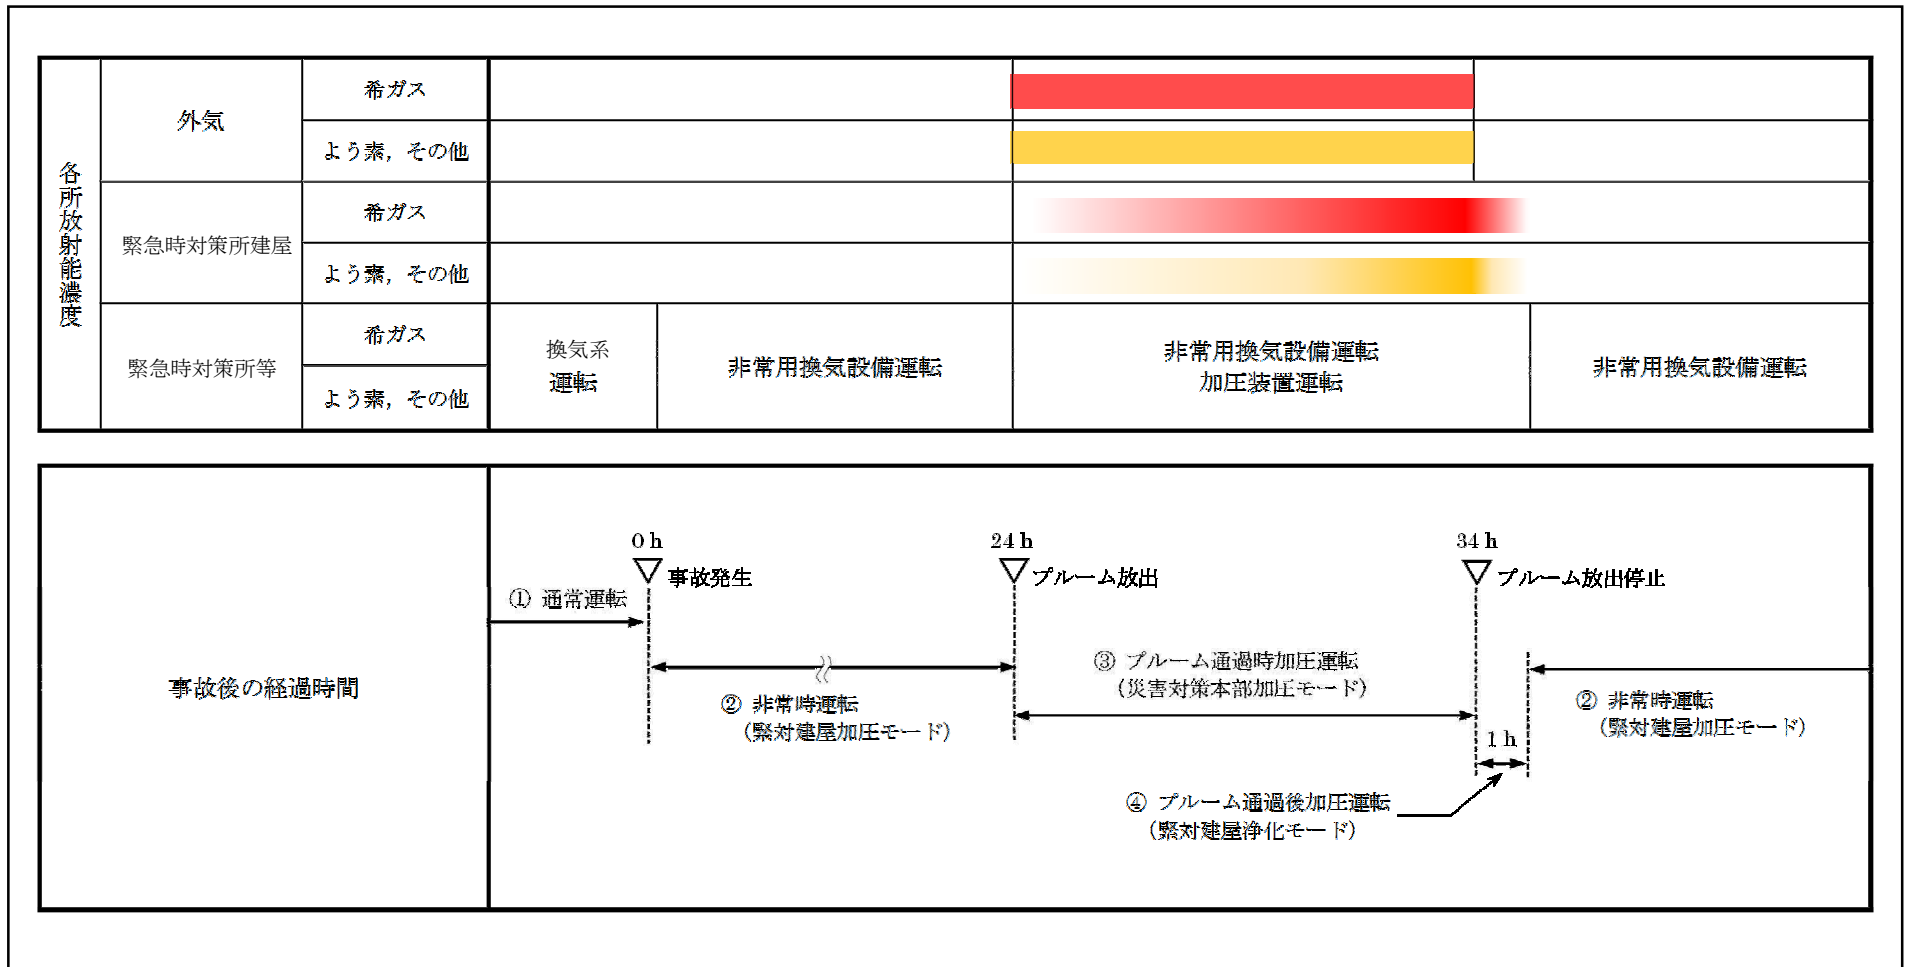 各所放射能濃度
外気
希ガス
よう素，その他
緊急時対策所建屋
希ガス
よう素，その他
緊急時対策所等
希ガス
よう素，その他
換気系
運転
非常用換気設備運転
非常用換気設備運転
加圧装置運転
非常用換気設備運転
事故後の経過時間
0 h
事故発生
24 h
プルーム放出
34 h
プルーム放出停止
① 通常運転
② 非常時運転
（緊対建屋加圧モード）
③ プルーム通過時加圧運転
（災害対策本部加圧モード）
1 h
② 非常時運転
（緊対建屋加圧モード）
④ プルーム通過後加圧運転
（緊対建屋浄化モード）